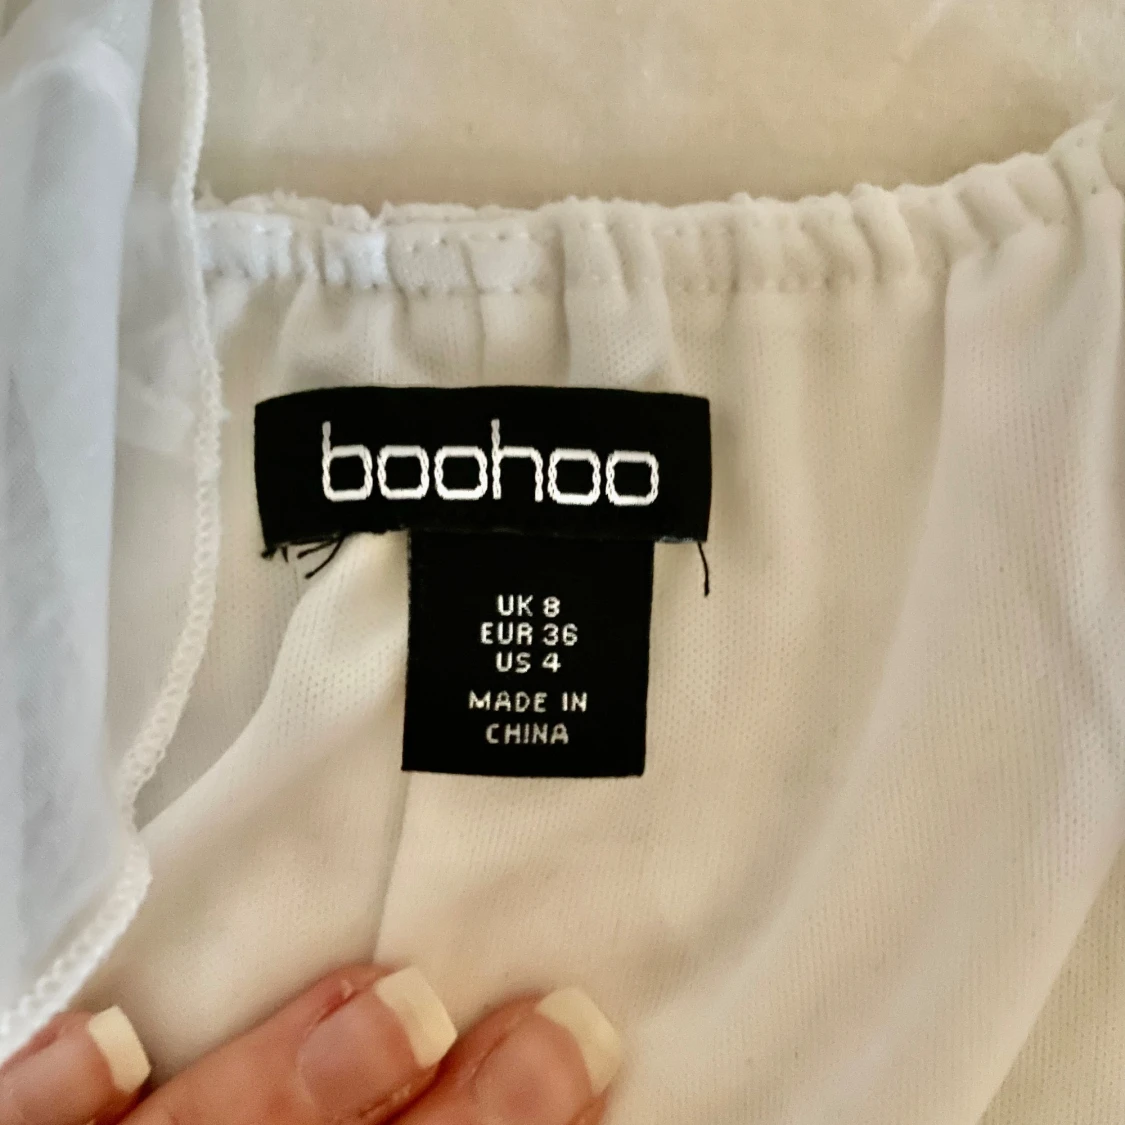 boohoo
UK 8
EUR 36
US 4
MADE IN
CHINA